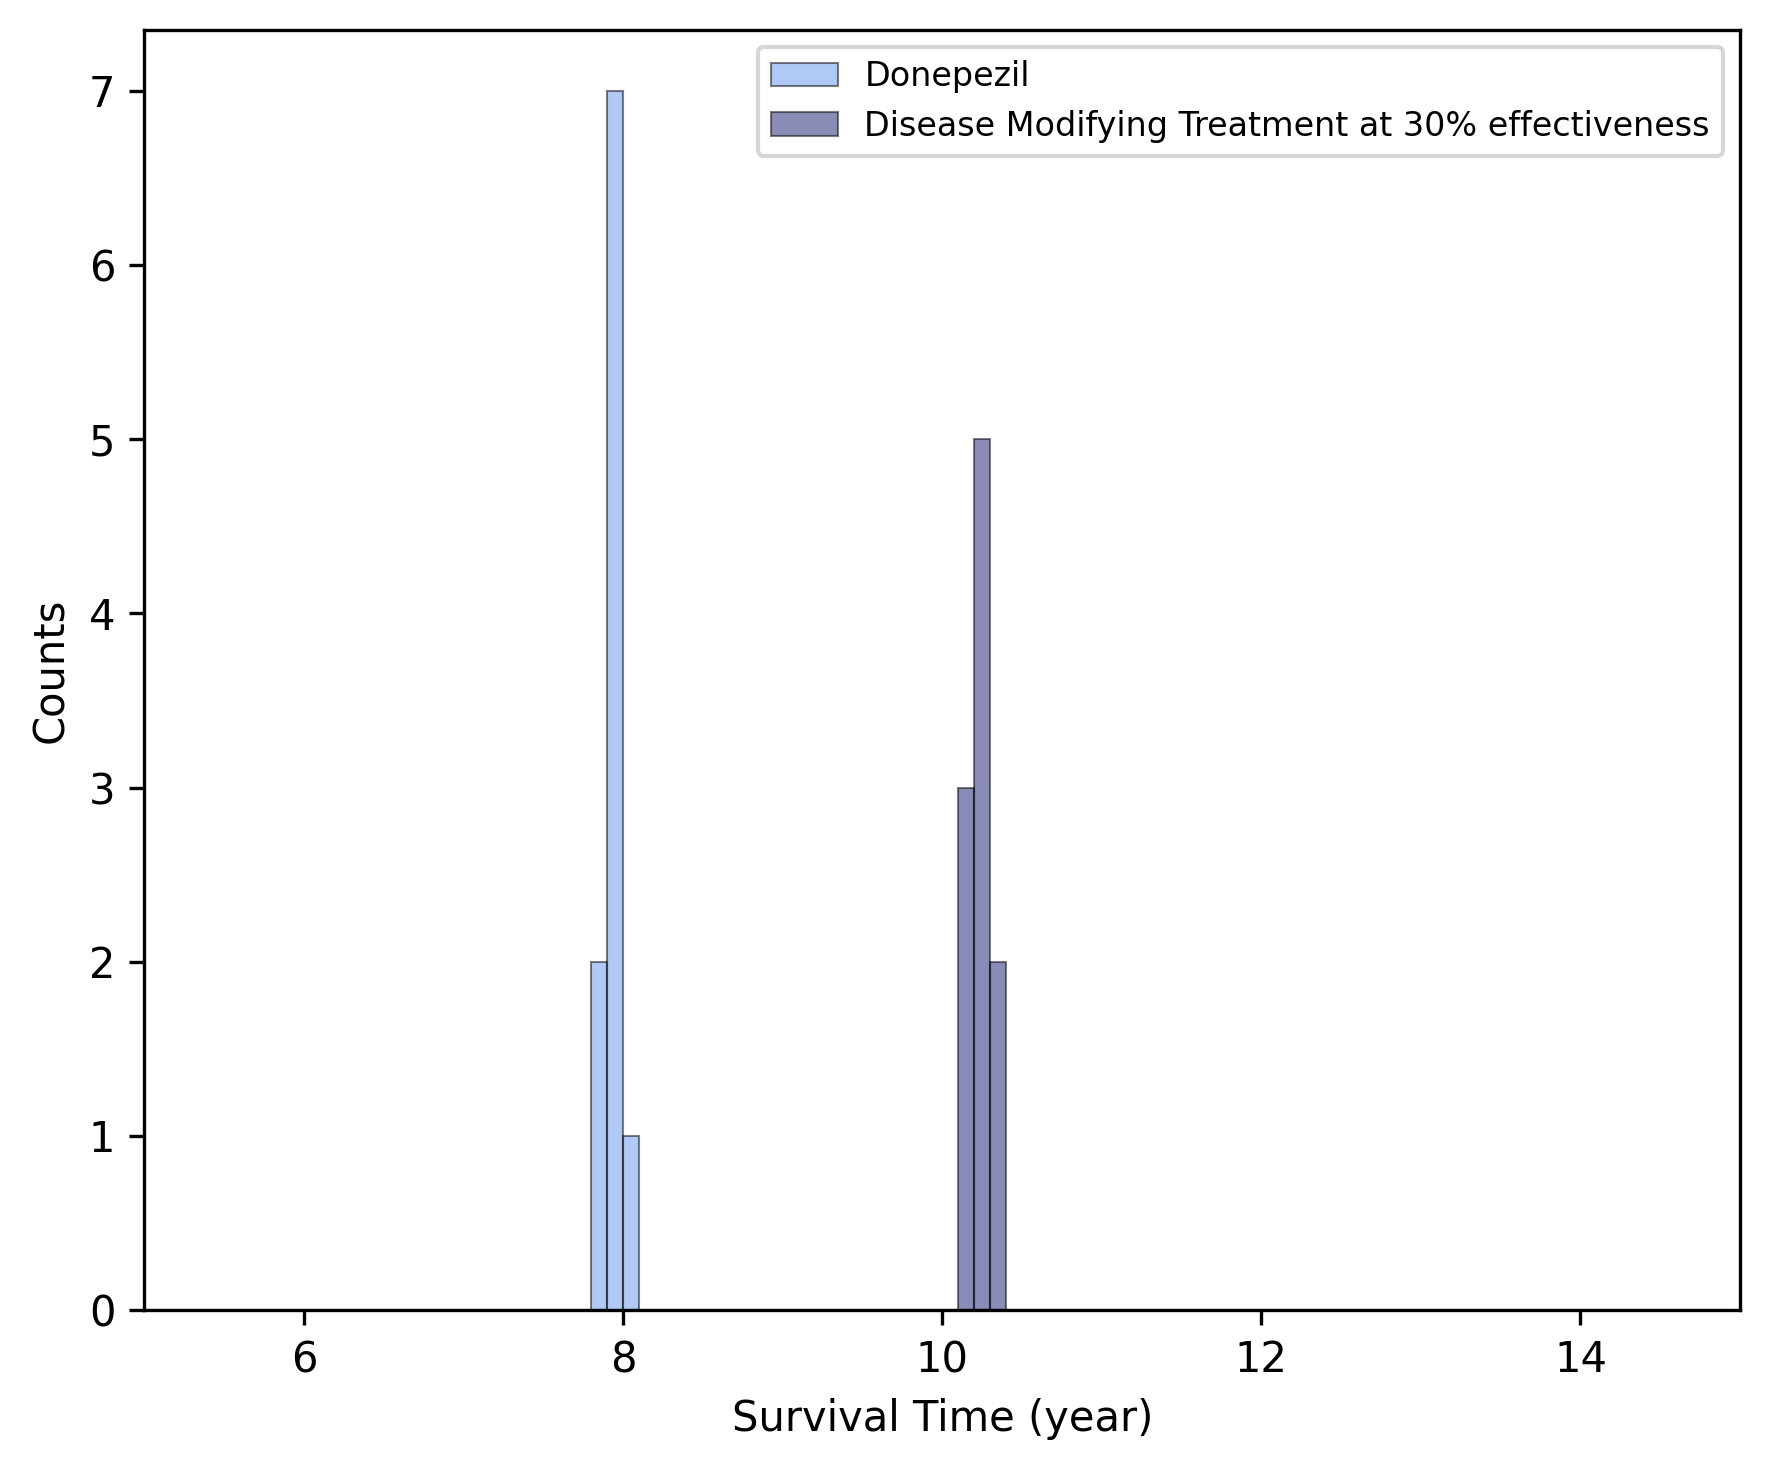 Donepezil
Disease Modifying Treatment at 30% effectiveness
7
6
5
4
3
2
1
0
Counts
6 8 10 12 14
Survival Time (year)